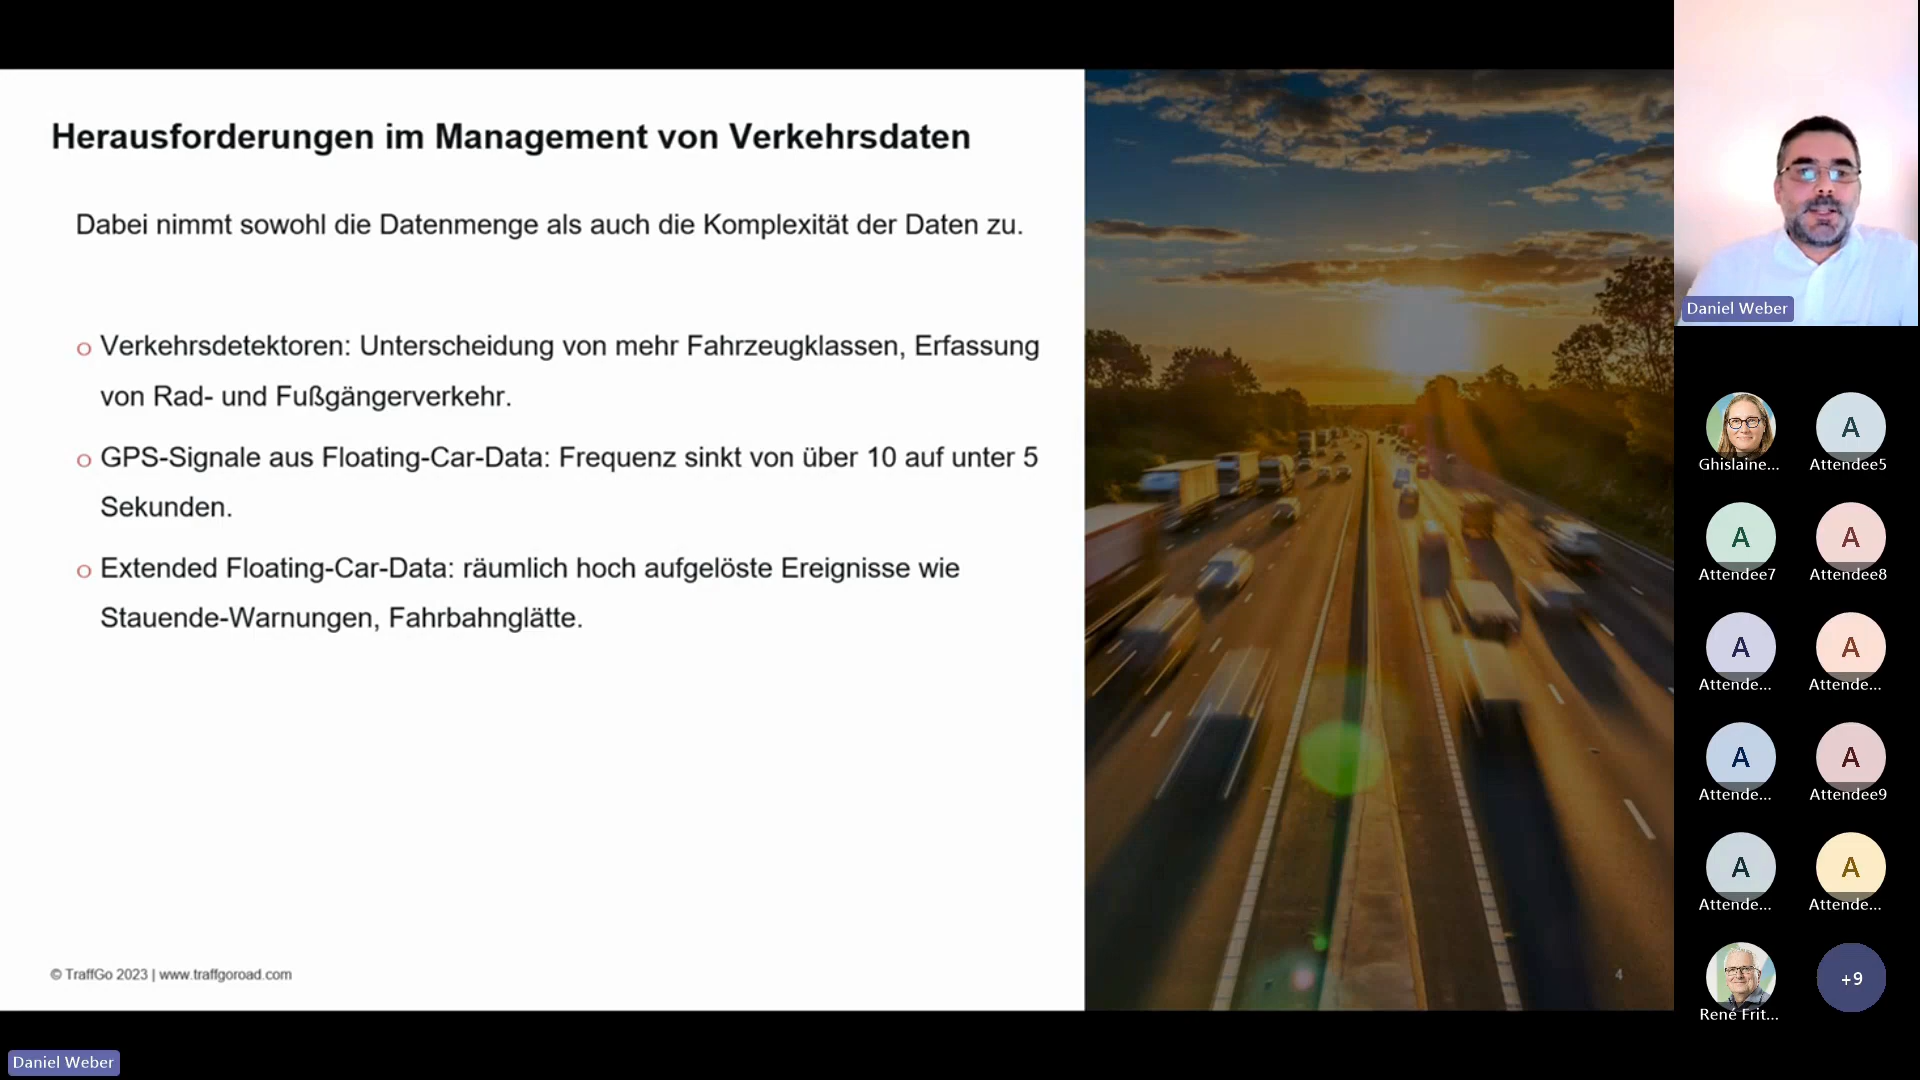 Herausforderungen im Management von Verkehrsdaten
Dabei nimmt sowohl die Datenmenge als auch die Komplexität der Daten zu.
o Verkehrsdetektoren: Unterscheidung von mehr Fahrzeugklassen, Erfassung
von Rad- und Fußgängerverkehr.
o GPS-Signale aus Floating-Car-Data: Frequenz sinkt von über 10 auf unter 5
Sekunden.
o Extended Floating-Car-Data: räumlich hoch aufgelöste Ereignisse wie
Stauende-Warnungen, Fahrbahnglätte.
© TraffGo 2023 | www.traffgoroad.com
4
Daniel Weber
Daniel Weber
Ghislaine...
A
Attendee5
A
Attendee7
A
Attendee8
A
Attende...
A
Attende...
A
Attende...
A
Attendee9
A
Attende...
A
Attende...
René Frit...
+9